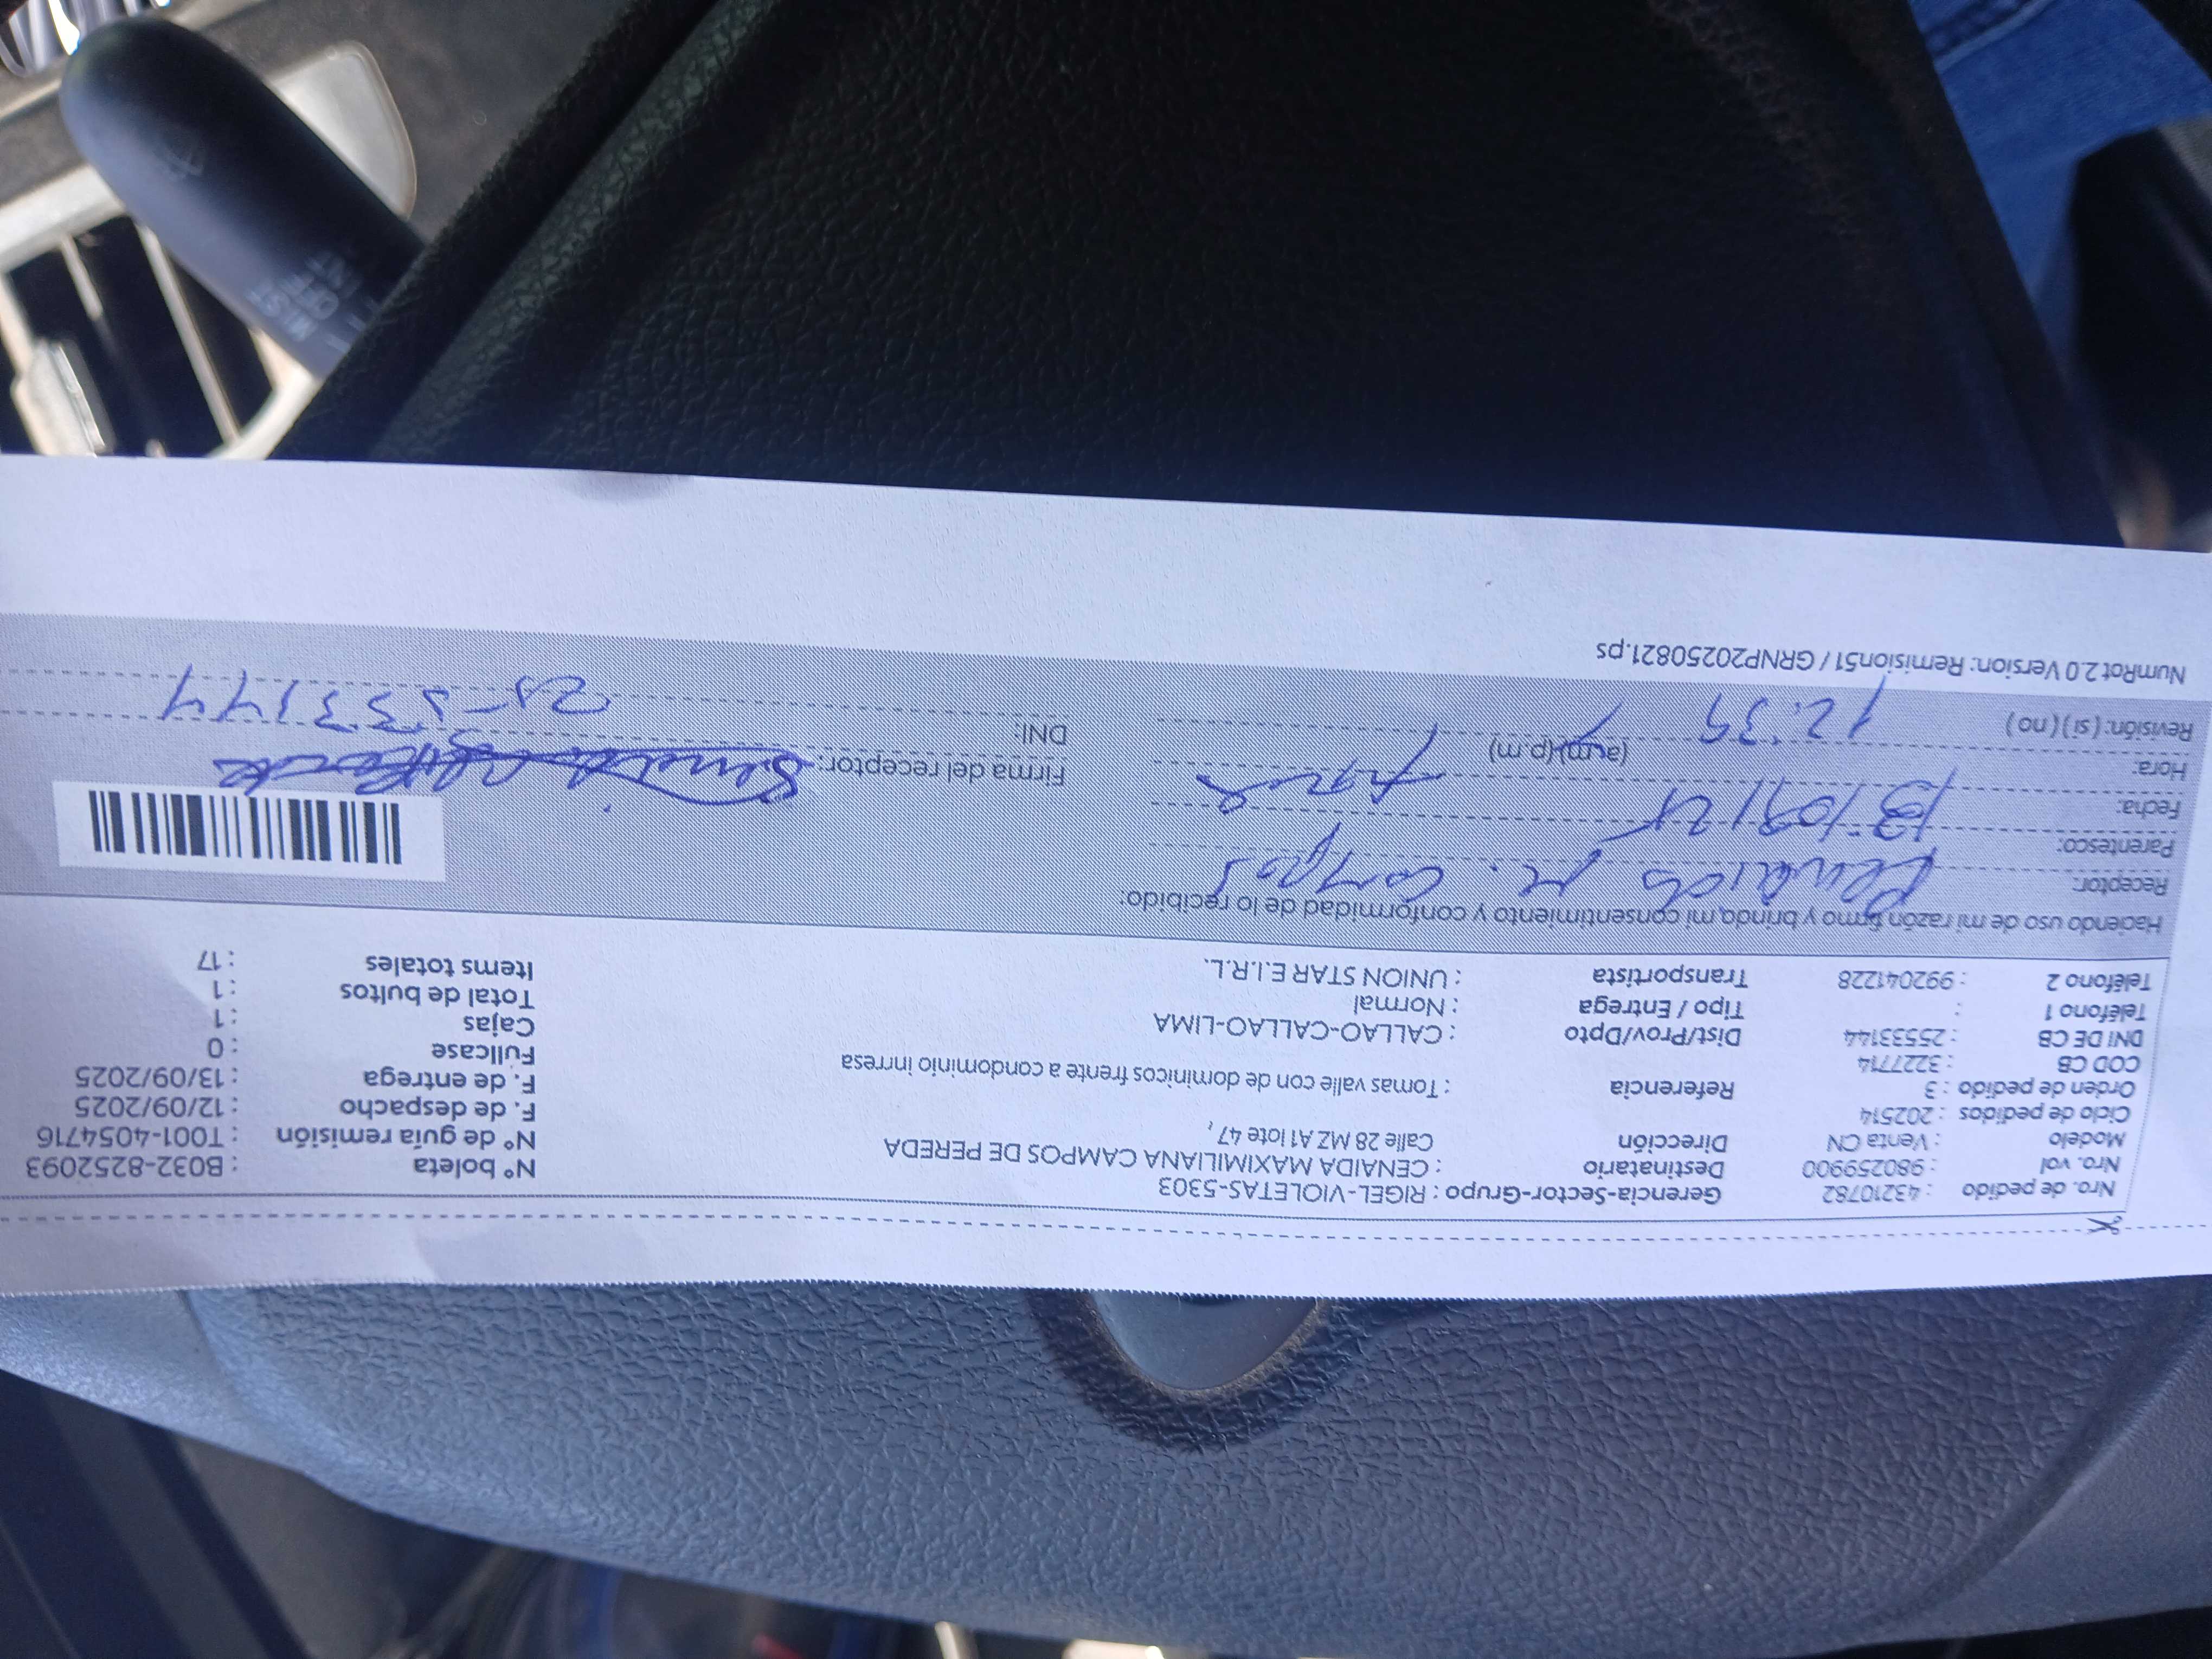 Nro. de pedido : 43210782 Gerencia-Sector-Grupo : RIGEL-VIOLETAS-5303 N° boleta : B032-8252093
Nro. vol : 980259900 Destinatario : CENAIDA MAXIMILIANA CAMPOS DE PEREDA N° de guía remisión : T001-4054716
Modelo : Venta CN Dirección Calle 28 MZ A1 lote 47 , F. de despacho : 12/09/2025
Ciclo de pedidos : 202514 F. de entrega : 13/09/2025
Orden de pedido : 3 Referencia : Tomas valle con de dominicos frente a condominio inrresa Fullcase : 0
COD CB : 3227714 Cajas : 1
DNI DE CB : 25533144 Dist/Prov/Dpto : CALLAO-CALLAO-LIMA Total de bultos : 1
Teléfono 1 : Tipo / Entrega : Normal Items totales : 17
Teléfono 2 : 992041228 Transportista : UNION STAR E.I.R.L.
Haciendo uso de mi razón firmo y brindo mi consentimiento y conformidad de lo recibido:
Receptor: M. Campos
Parentesco:
Fecha: 13/09/25
Hora: 12:39 (a.m)(p.m) Firma del receptor:
Revisión: (si) (no) DNI: 25533144
NumRot 2.0 Version: Remision51 / GRNP20250821.ps
OFF
INT